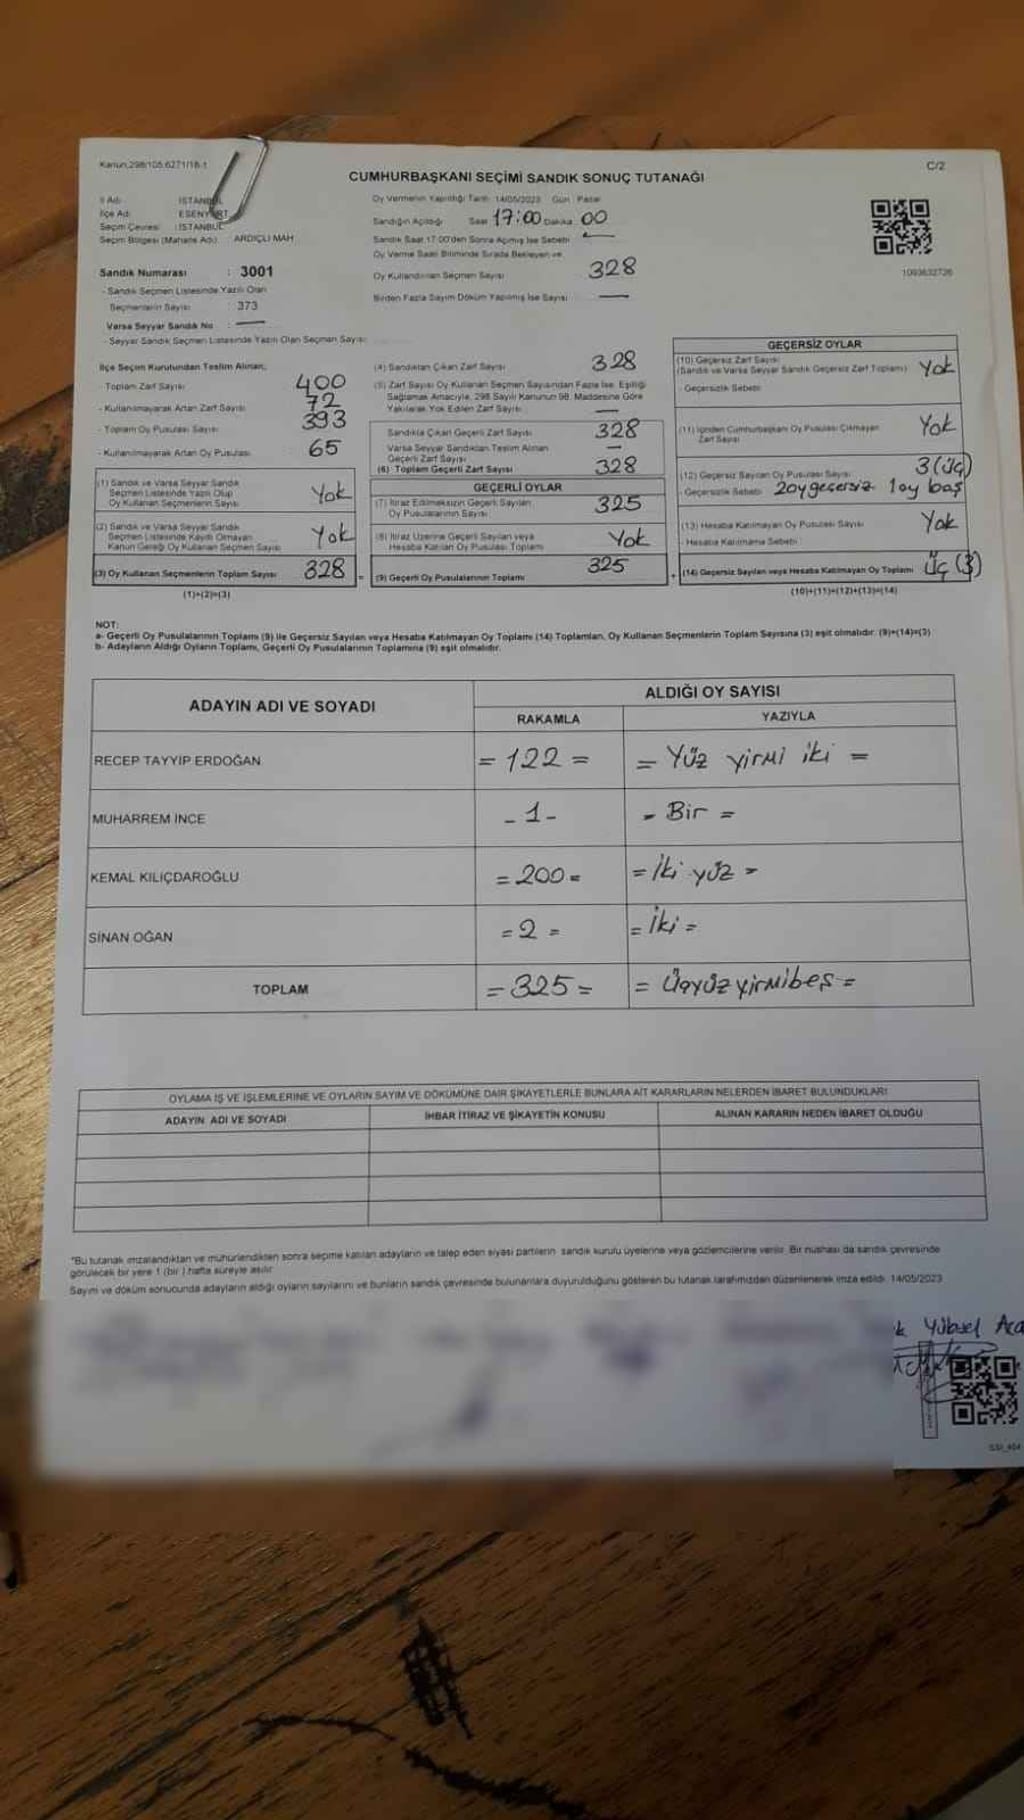 Kanun,298/105,6271/18-1
C/2
CUMHURBAŞKANI SEÇİMİ SANDIK SONUÇ TUTANAĞI
İl Adı : İSTANBUL
İlçe Adı : ESENYURT
Seçim Çevresi : İSTANBUL
Seçim Bölgesi (Mahalle Adı) : ARDIÇLI MAH.
Oy Vermenin Yapıldığı Tarih: 14/05/2023 Gün: Pazar
Sandığın Açıldığı Saat 17:00 Dakika 00
Sandık Saat 17:00'den Sonra Açılmış İse Sebebi
Oy Verme Saati Bitiminde Sırada Bekleyen ve
Oy Kullandırılan Seçmen Sayısı 328
Birden Fazla Sayım Döküm Yapılmış İse Sayısı —
1093632726
Sandık Numarası : 3001
- Sandık Seçmen Listesinde Yazılı Olan
Seçmenlerin Sayısı : 373
Varsa Seyyar Sandık No : —
- Seyyar Sandık Seçmen Listesinde Yazılı Olan Seçmen Sayısı:
İlçe Seçim Kurulundan Teslim Alınan;
- Toplam Zarf Sayısı 400
- Kullanılmayarak Artan Zarf Sayısı 72
- Toplam Oy Pusulası Sayısı 393
- Kullanılmayarak Artan Oy Pusulası 65
(1) Sandık ve Varsa Seyyar Sandık
Seçmen Listesinde Yazılı Olup
Oy Kullanan Seçmenlerin Sayısı Yok
(2) Sandık ve Varsa Seyyar Sandık
Seçmen Listesinde Kayıtlı Olmayan
Kanun Gereği Oy Kullanan Seçmen Sayısı Yok
(3) Oy Kullanan Seçmenlerin Toplam Sayısı 328
(1)+(2)=(3)
(4) Sandıktan Çıkan Zarf Sayısı 328
(5) Zarf Sayısı Oy Kullanan Seçmen Sayısından Fazla İse, Eşitliği
Sağlamak Amacıyla, 298 Sayılı Kanunun 98. Maddesine Göre
Yakılarak Yok Edilen Zarf Sayısı —
Sandıkta Çıkan Geçerli Zarf Sayısı 328
Varsa Seyyar Sandıktan Teslim Alınan
Geçerli Zarf Sayısı —
(6) Toplam Geçerli Zarf Sayısı 328
GEÇERLİ OYLAR
(7) İtiraz Edilmeksizin Geçerli Sayılan
Oy Pusulalarının Sayısı 325
(8) İtiraz Üzerine Geçerli Sayılan veya
Hesaba Katılan Oy Pusulası Toplamı Yok
(9) Geçerli Oy Pusulalarının Toplamı 325
GEÇERSİZ OYLAR
(10) Geçersiz Zarf Sayısı
(Sandık ve Varsa Seyyar Sandık Geçersiz Zarf Toplamı) Yok
- Geçersizlik Sebebi
(11) İçinden Cumhurbaşkanı Oy Pusulası Çıkmayan
Zarf Sayısı Yok
(12) Geçersiz Sayılan Oy Pusulası Sayısı 3 (üç)
- Geçersizlik Sebebi 2 oy geçersiz 1 oy boş
(13) Hesaba Katılmayan Oy Pusulası Sayısı Yok
- Hesaba Katılmama Sebebi
(14) Geçersiz Sayılan veya Hesaba Katılmayan Oy Toplamı Üç (3)
(10)+(11)+(12)+(13)=(14)
NOT:
a- Geçerli Oy Pusulalarının Toplamı (9) ile Geçersiz Sayılan veya Hesaba Katılmayan Oy Toplamı (14) Toplamları, Oy Kullanan Seçmenlerin Toplam Sayısına (3) eşit olmalıdır. (9)+(14)=(3)
b- Adayların Aldığı Oyların Toplamı, Geçerli Oy Pusulalarının Toplamına (9) eşit olmalıdır.
ADAYIN ADI VE SOYADI
ALDIĞI OY SAYISI
RAKAMLA YAZIYLA
RECEP TAYYİP ERDOĞAN = 122 = = Yüz yirmi iki =
MUHARREM İNCE - 1 - - Bir =
KEMAL KILIÇDAROĞLU = 200 = = İki yüz =
SİNAN OĞAN = 2 = = İki =
TOPLAM = 325 = = Üçyüzyirmibeş =
OYLAMA İŞ VE İŞLEMLERİNE VE OYLARIN SAYIM VE DÖKÜMÜNE DAİR ŞİKAYETLERLE BUNLARA AİT KARARLARIN NELERDEN İBARET BULUNDUKLARI
ADAYIN ADI VE SOYADI İHBAR İTİRAZ VE ŞİKAYETİN KONUSU ALINAN KARARIN NEDEN İBARET OLDUĞU
*Bu tutanak imzalandıktan ve mühürlendikten sonra seçime katılan adayların ve talep eden siyasi partilerin sandık kurulu üyelerine veya gözlemcilerine verilir. Bir nüshası da sandık çevresinde
görülecek bir yere 1 (bir ) hafta süreyle asılır.
Sayım ve döküm sonucunda adayların aldığı oyların sayılarını ve bunların sandık çevresinde bulunanlara duyurulduğunu gösteren bu tutanak tarafımızdan düzenlenerek imza edildi. 14/05/2023
k Yüksel Aca